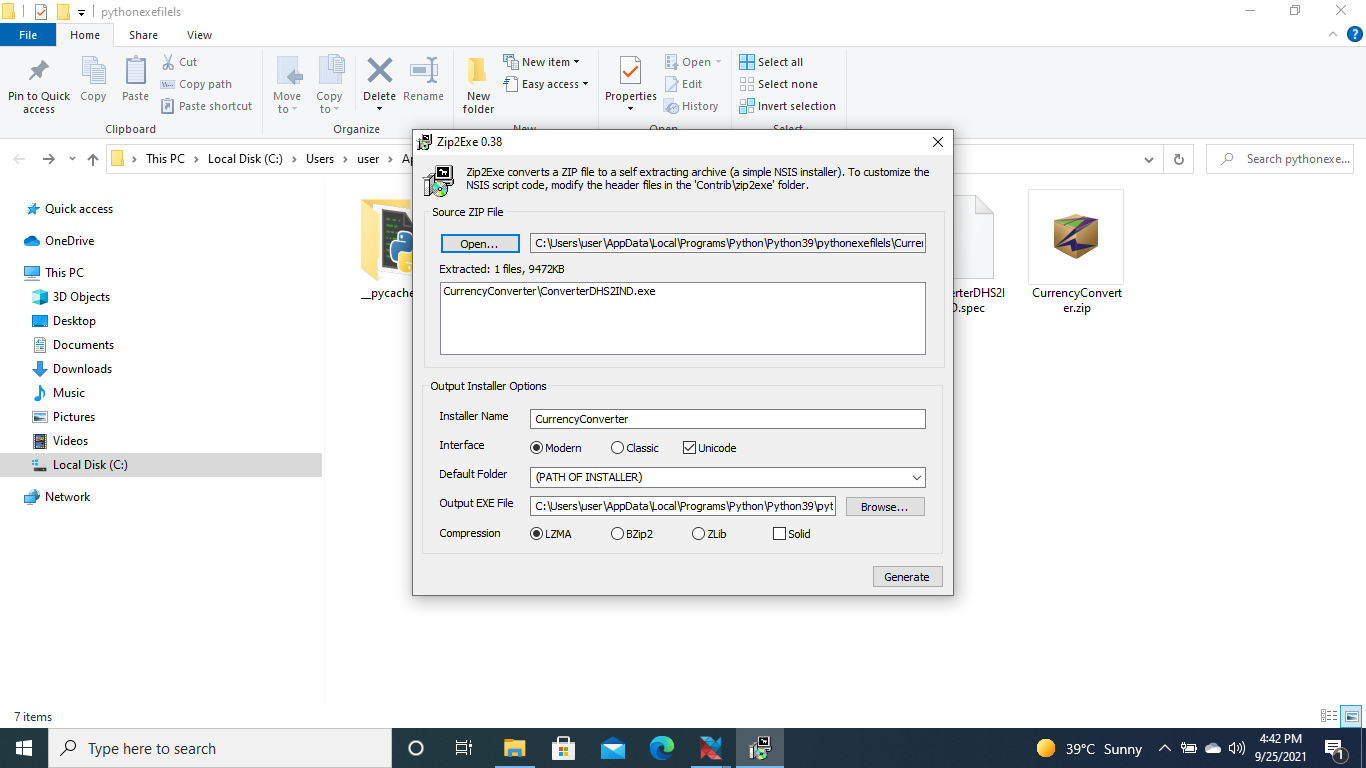 pythonexefilels
File
Home
Share
View
Pin to Quick access
Copy
Paste
Cut
Copy path
Paste shortcut
Clipboard
Move to
Copy to
Delete
Rename
Organize
New folder
New item
Easy access
New
Properties
Open
Edit
History
Open
Select all
Select none
Invert selection
Select
This PC
Local Disk (C:)
Users
user
Search pythonexe...
Quick access
OneDrive
This PC
3D Objects
Desktop
Documents
Downloads
Music
Pictures
Videos
Local Disk (C:)
Network
__pycache
erterDHS2I
D.spec
CurrencyConvert
er.zip
Zip2Exe 0.38
Zip2Exe converts a ZIP file to a self extracting archive (a simple NSIS installer). To customize the
NSIS script code, modify the header files in the 'Contrib\zip2exe' folder.
Source ZIP File
Open...
C:\Users\user\AppData\Local\Programs\Python\Python39\pythonexefilels\Curren
Extracted: 1 files, 9472KB
CurrencyConverter\ConverterDHS2IND.exe
Output Installer Options
Installer Name
CurrencyConverter
Interface
Modern
Classic
Unicode
Default Folder
(PATH OF INSTALLER)
Output EXE File
C:\Users\user\AppData\Local\Programs\Python\Python39\pyt
Browse...
Compression
LZMA
BZip2
ZLib
Solid
Generate
7 items
Type here to search
39°C Sunny
4:42 PM
9/25/2021
1